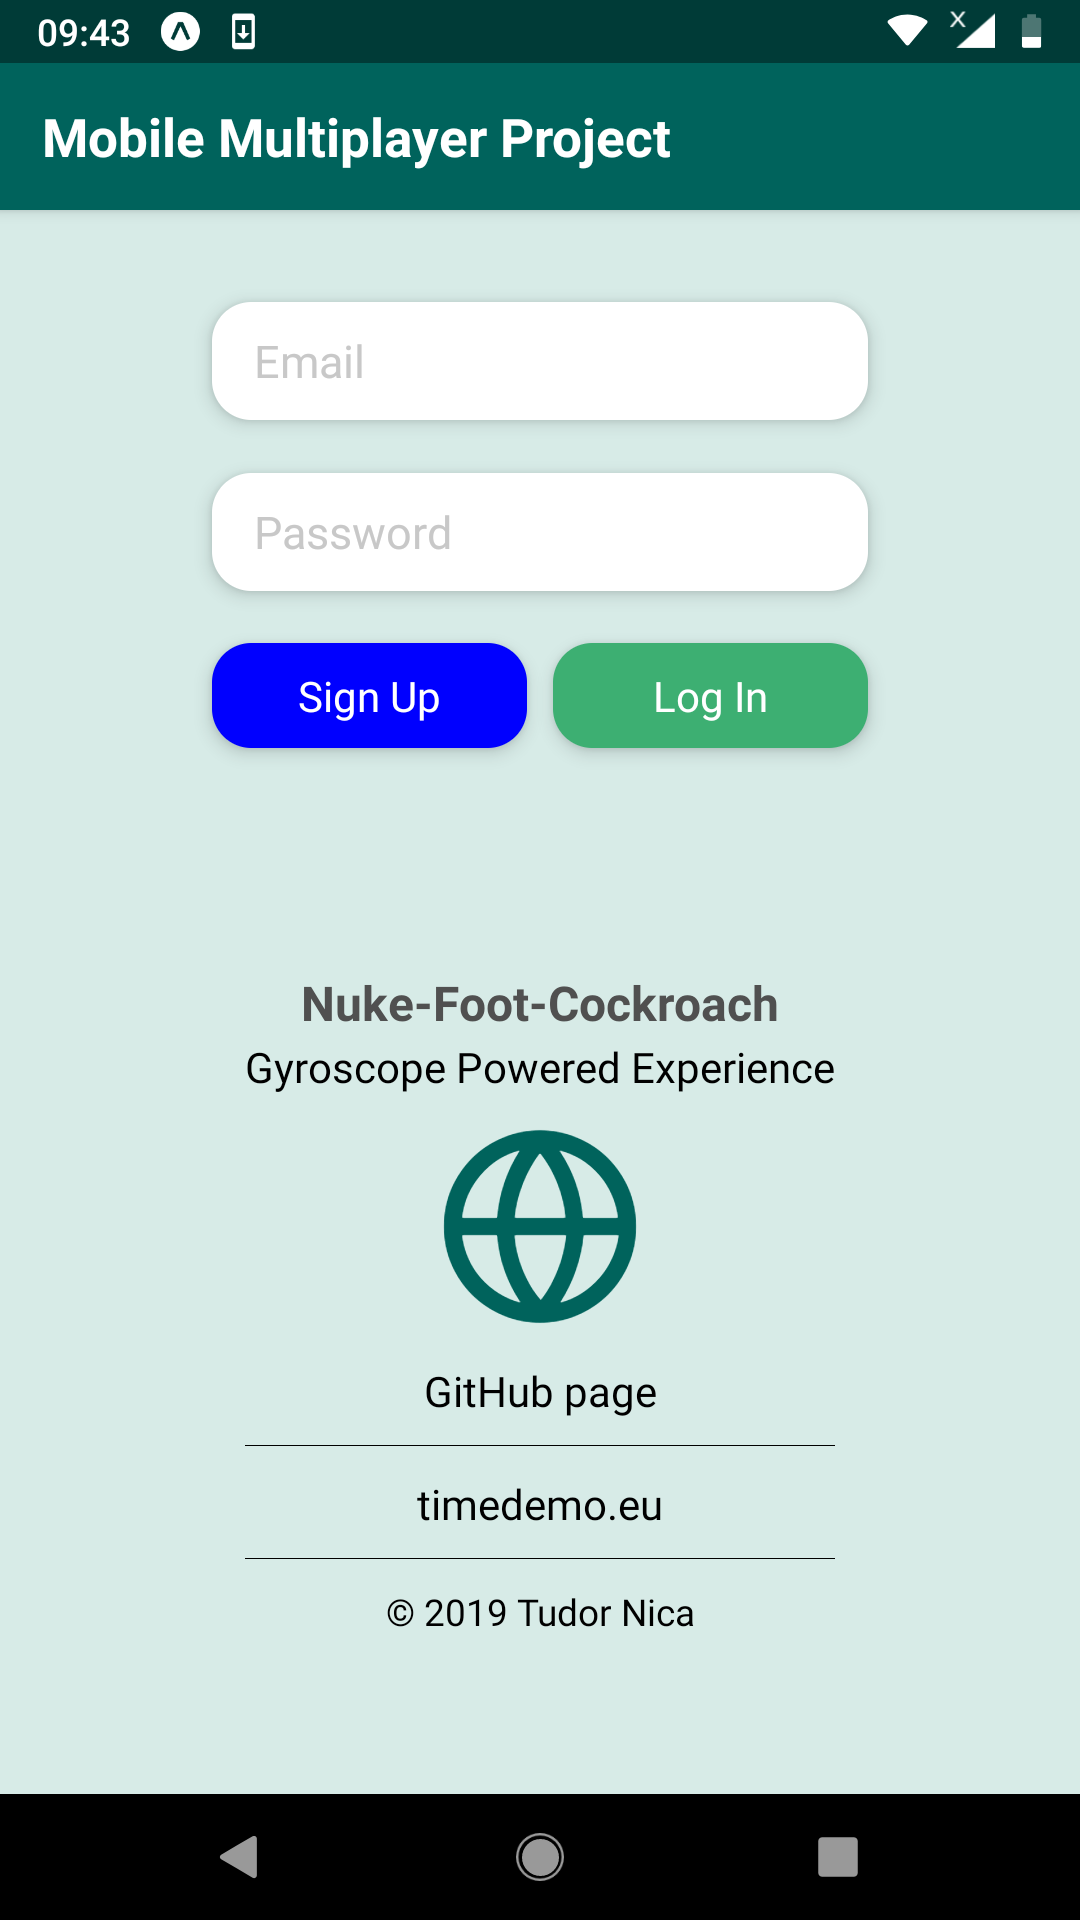 09:43
Mobile Multiplayer Project
Email
Password
Sign Up
Log In
Nuke-Foot-Cockroach
Gyroscope Powered Experience
GitHub page
timedemo.eu
© 2019 Tudor Nica